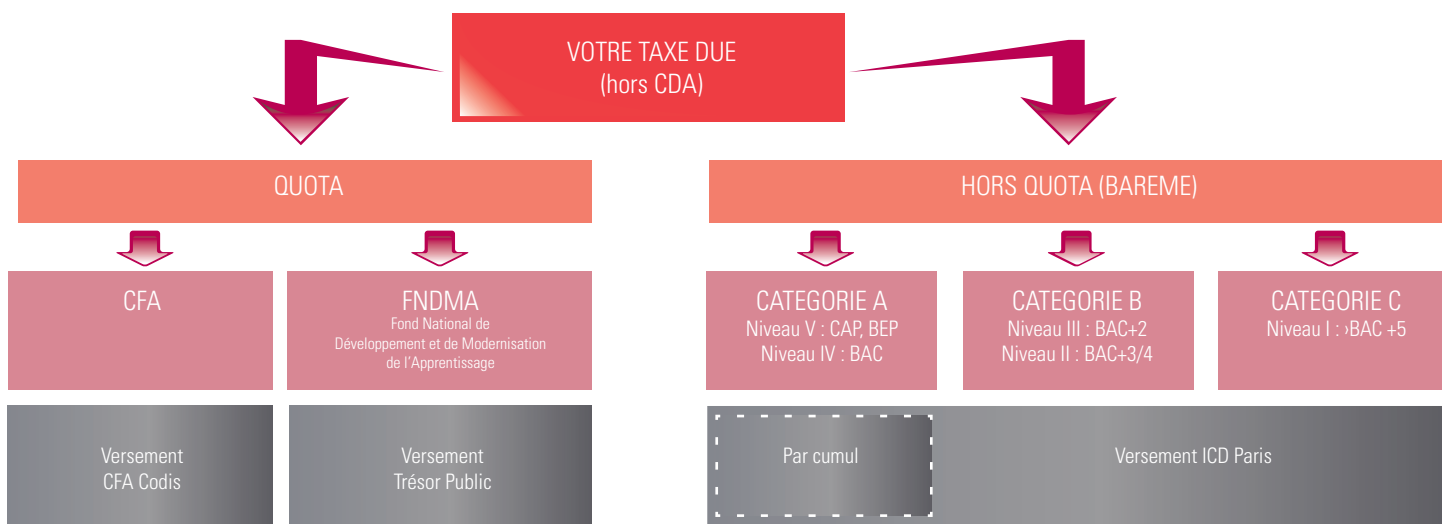 VOTRE TAXE DUE
(hors CDA)
QUOTA
HORS QUOTA (BAREME)
CFA
FNDMA
Fond National de
Développement et de Modernisation
de l'Apprentissage
CATEGORIE A
Niveau V : CAP, BEP
Niveau IV : BAC
CATEGORIE B
Niveau III : BAC+2
Niveau II : BAC+3/4
CATEGORIE C
Niveau I : ›BAC +5
Versement
CFA Codis
Versement
Trésor Public
Par cumul
Versement ICD Paris